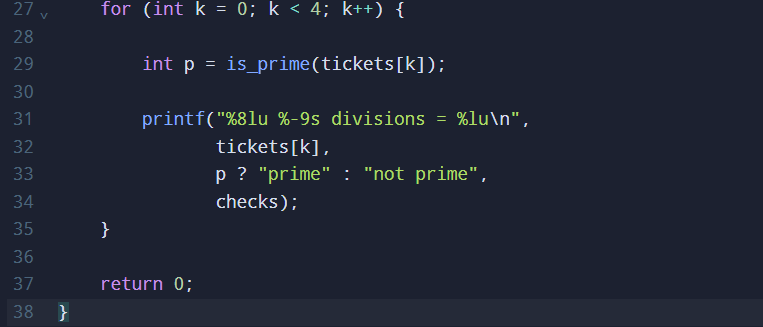 27 for (int k = 0; k < 4; k++) {
28
29 int p = is_prime(tickets[k]);
30
31 printf("%8lu %-9s divisions = %lu\n",
32 tickets[k],
33 p ? "prime" : "not prime",
34 checks);
35 }
36
37 return 0;
38 }